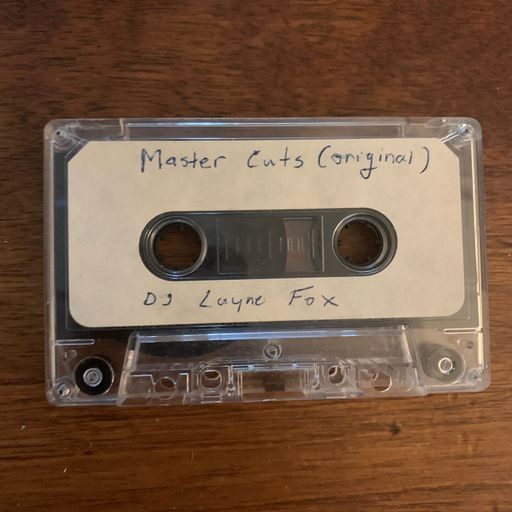 Master Cuts (original)
DJ Layne Fox